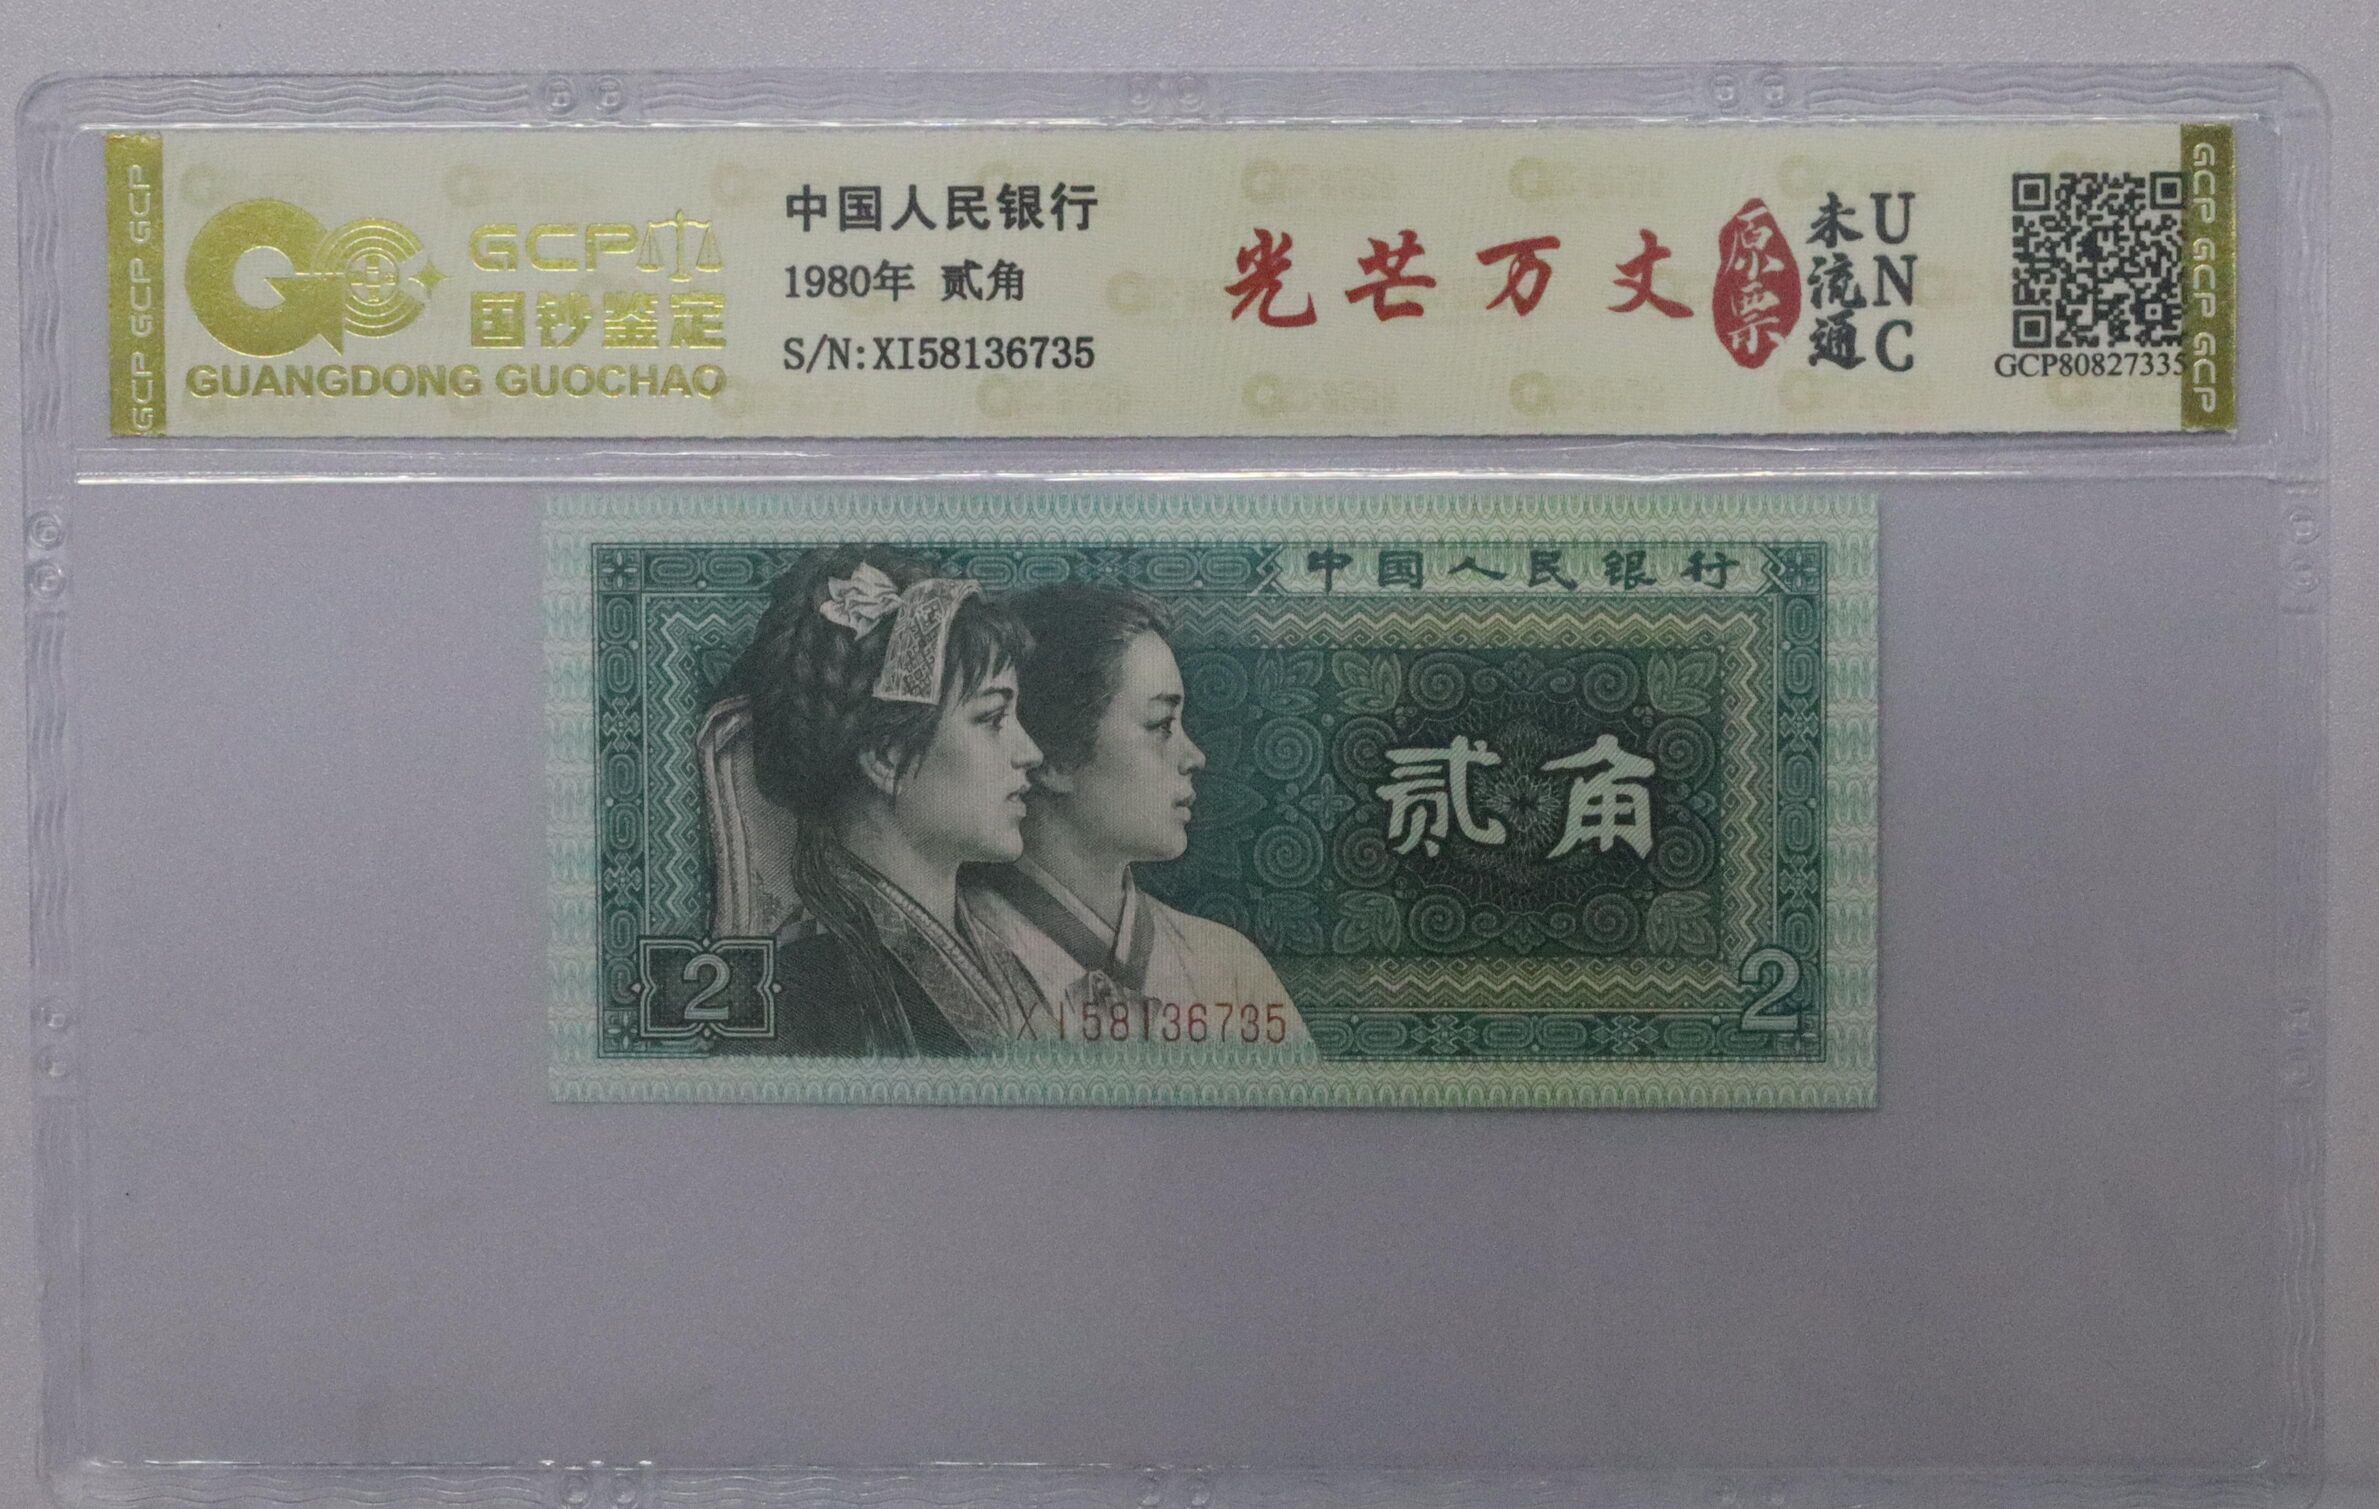 GCP GCP GCP
GCP
国钞鉴定
GUANGDONG GUOCHAO
中国人民银行
1980年 贰角
S/N:XI58136735
光芒万丈
原票
未流通
UNC
GCP80827335
GCP GCP GCP
中国人民银行
贰角
2
2
XI58136735